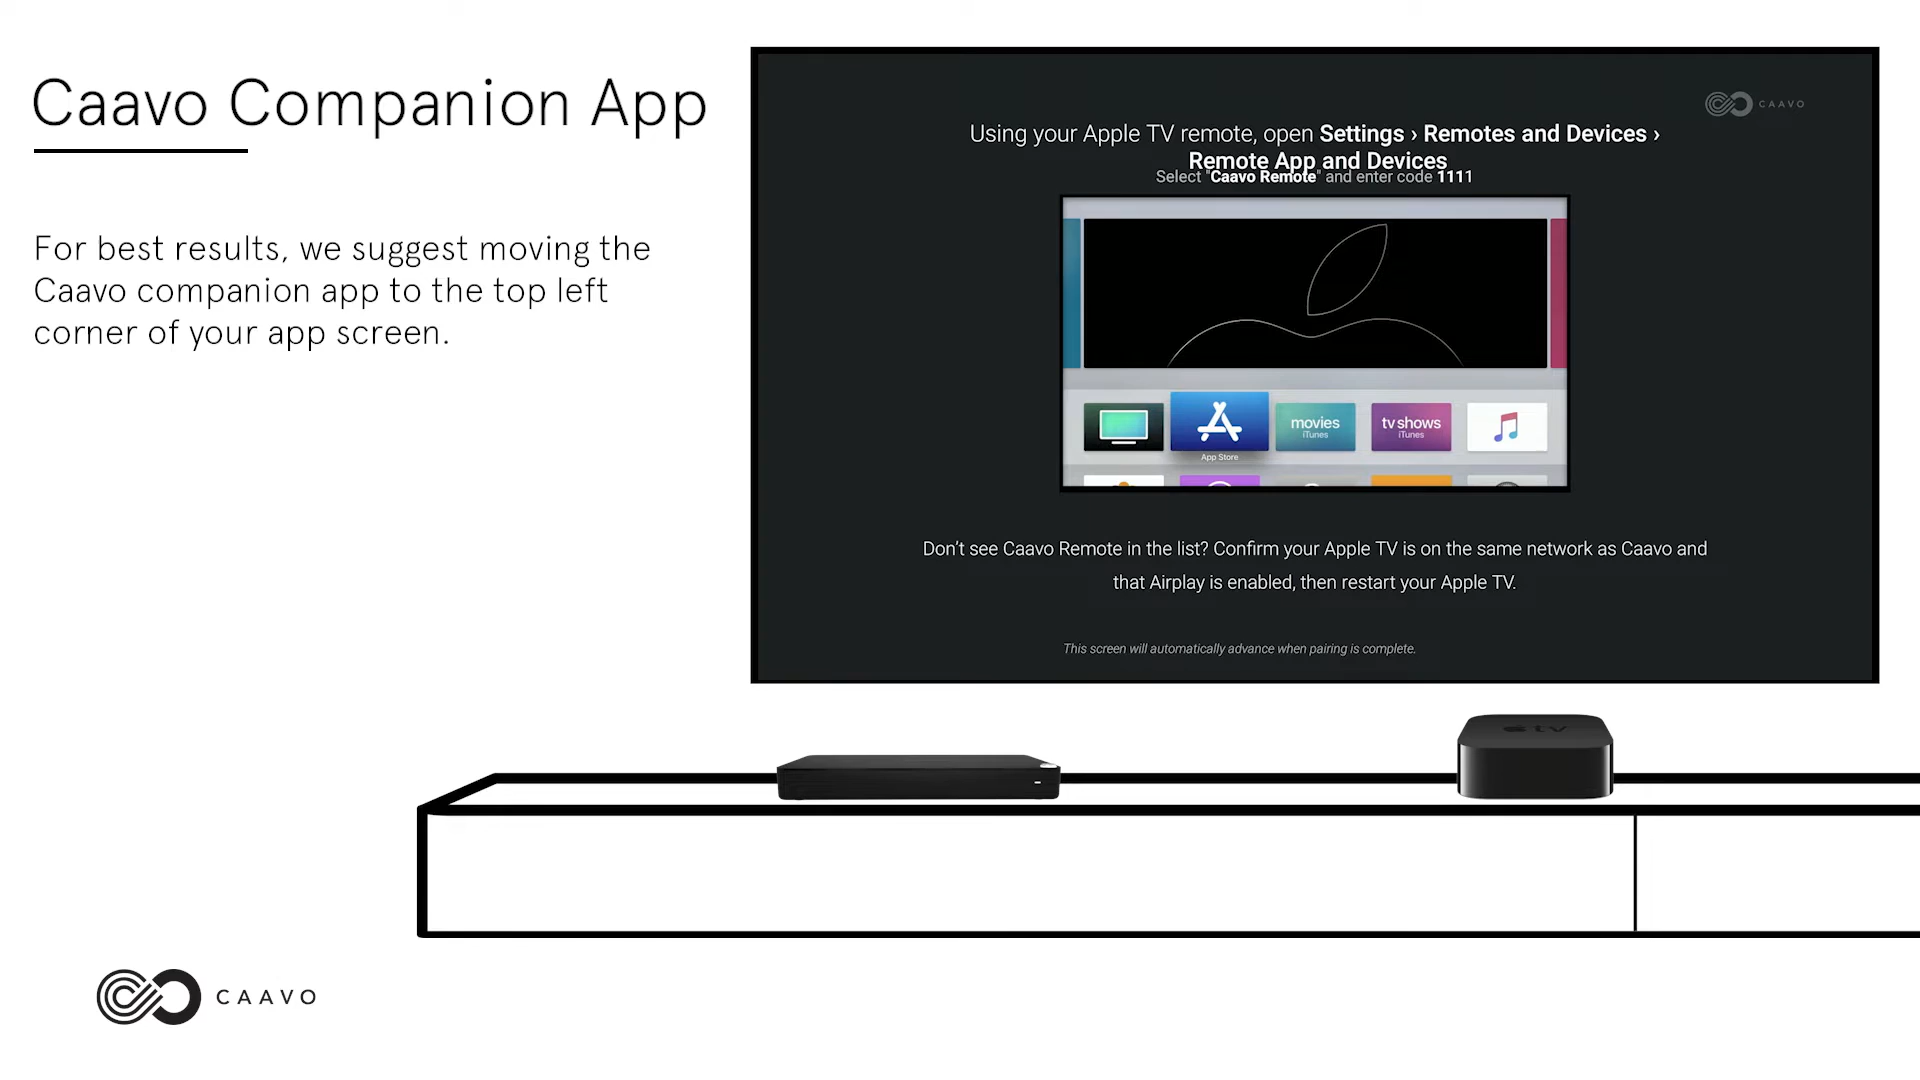 Caavo Companion App
For best results, we suggest moving the
Caavo companion app to the top left
corner of your app screen.
CAAVO
Using your Apple TV remote, open Settings › Remotes and Devices ›
Remote App and Devices
Select "Caavo Remote" and enter code 1111
movies
iTunes
tv shows
iTunes
App Store
Don’t see Caavo Remote in the list? Confirm your Apple TV is on the same network as Caavo and
that Airplay is enabled, then restart your Apple TV.
This screen will automatically advance when pairing is complete.
tv
CAAVO